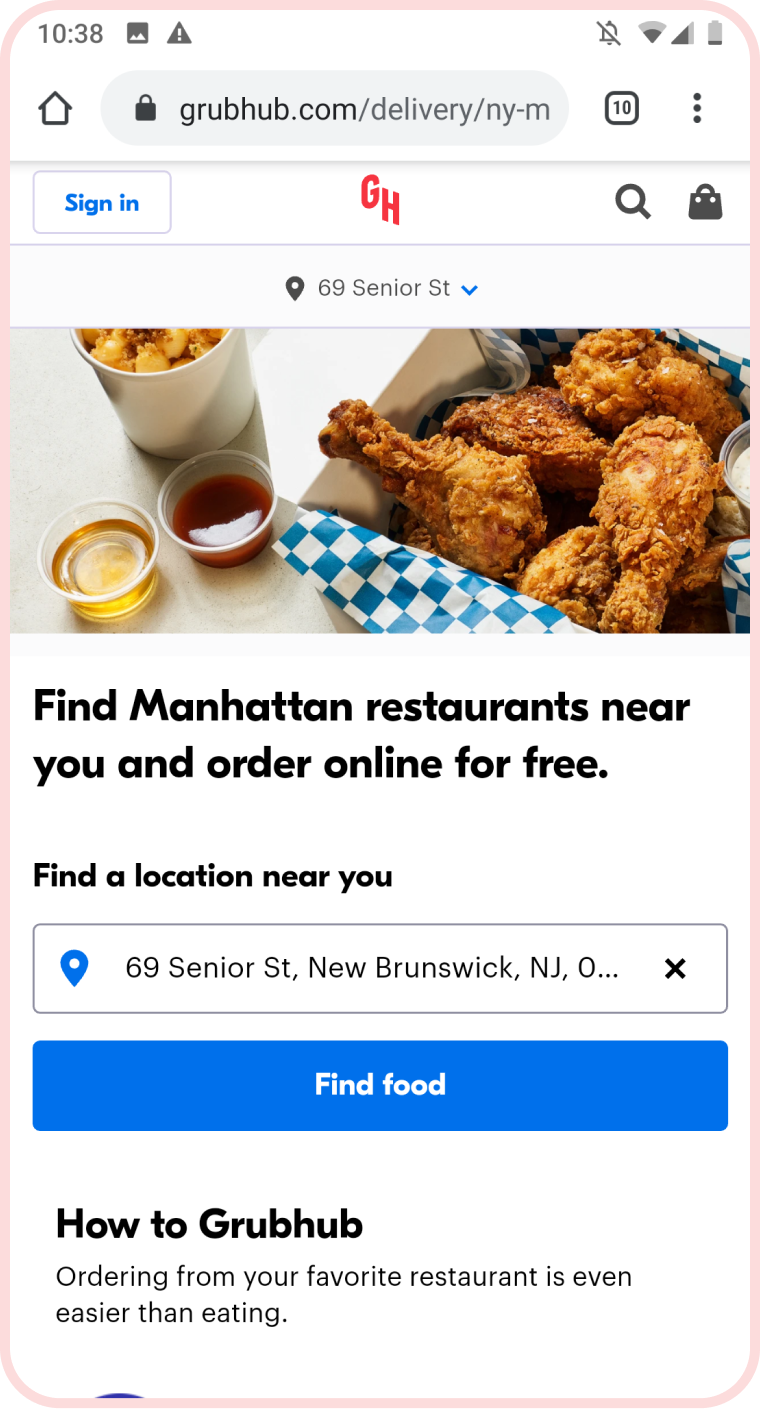 10:38
grubhub.com/delivery/ny-m
10
Sign in
GH
69 Senior St
Find Manhattan restaurants near
you and order online for free.
Find a location near you
69 Senior St, New Brunswick, NJ, 0...
Find food
How to Grubhub
Ordering from your favorite restaurant is even
easier than eating.